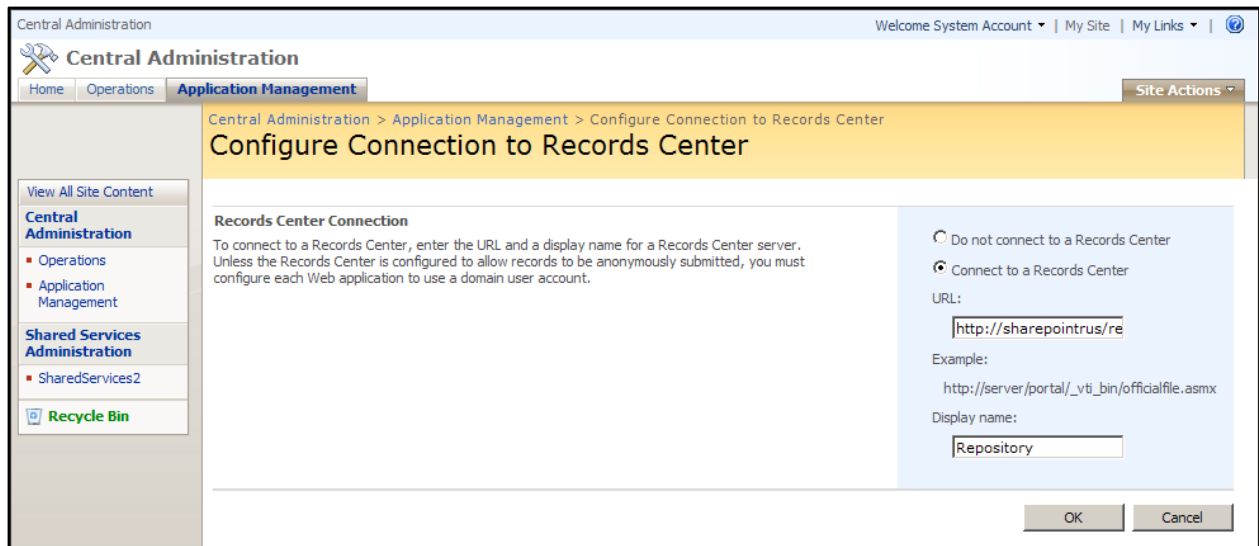 Central Administration
Welcome System Account | My Site | My Links |
Central Administration
Home Operations Application Management
Site Actions
Central Administration > Application Management > Configure Connection to Records Center
Configure Connection to Records Center
View All Site Content
Central
Administration
Operations
Application
Management
Shared Services
Administration
SharedServices2
Recycle Bin
Records Center Connection
To connect to a Records Center, enter the URL and a display name for a Records Center server.
Unless the Records Center is configured to allow records to be anonymously submitted, you must
configure each Web application to use a domain user account.
Do not connect to a Records Center
Connect to a Records Center
URL:
http://sharepointrus/re
Example:
http://server/portal/_vti_bin/officialfile.asmx
Display name:
Repository
OK Cancel